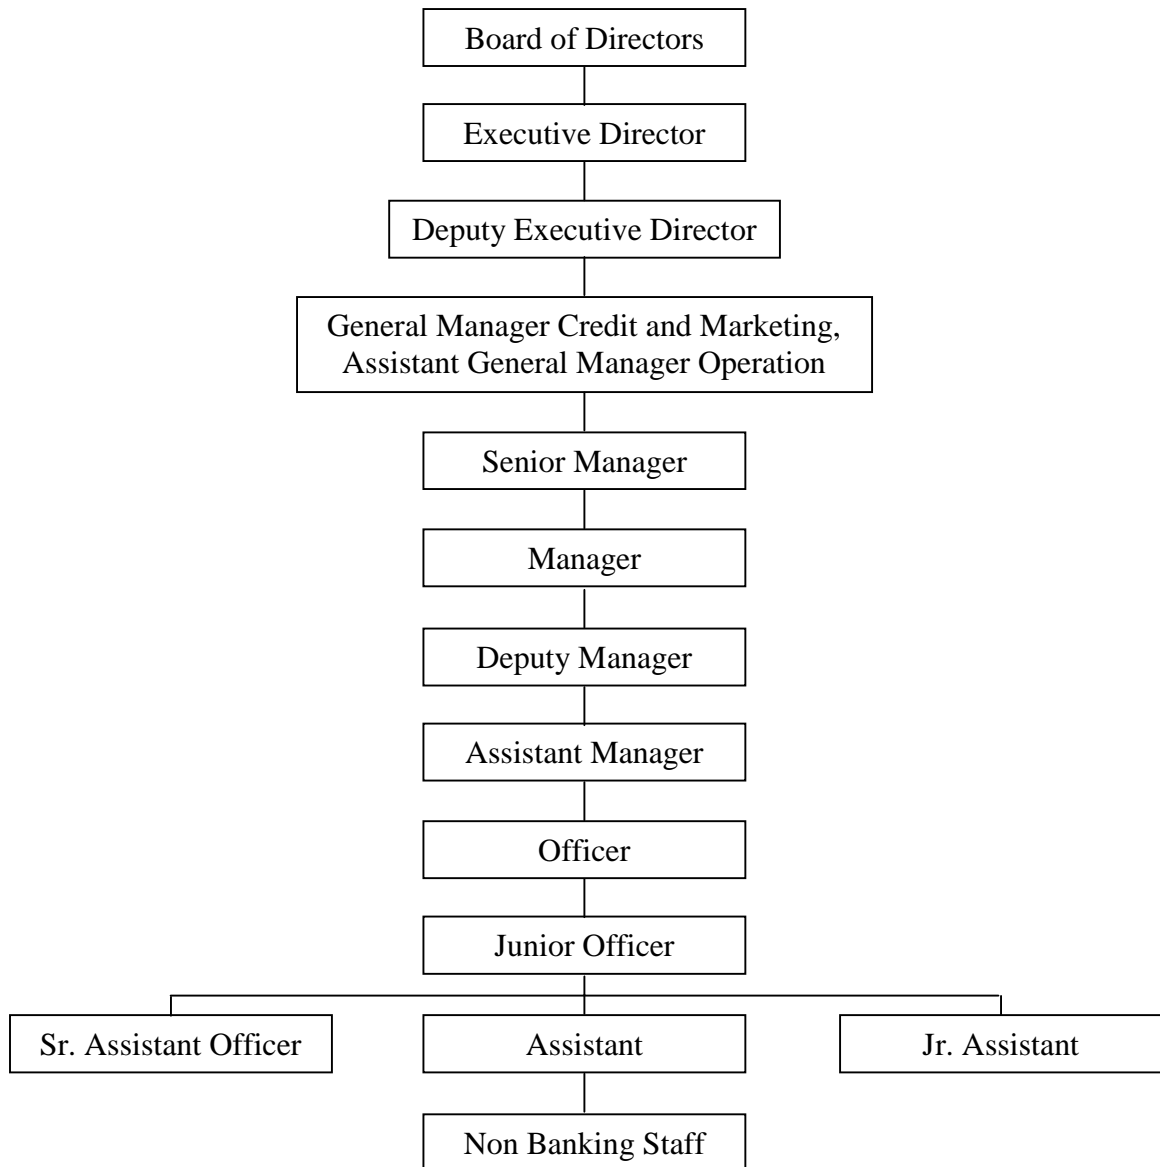 Board of Directors
Executive Director
Deputy Executive Director
General Manager Credit and Marketing,
Assistant General Manager Operation
Senior Manager
Manager
Deputy Manager
Assistant Manager
Officer
Junior Officer
Sr. Assistant Officer
Assistant
Jr. Assistant
Non Banking Staff